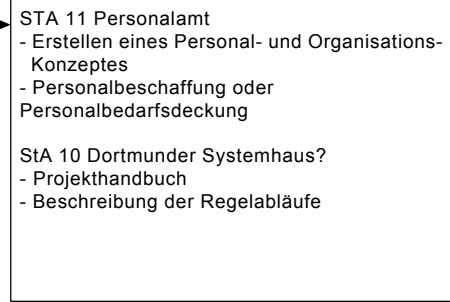 STA 11 Personalamt
- Erstellen eines Personal- und Organisations-
Konzeptes
- Personalbeschaffung oder
Personalbedarfsdeckung
StA 10 Dortmunder Systemhaus?
- Projekthandbuch
- Beschreibung der Regelabläufe